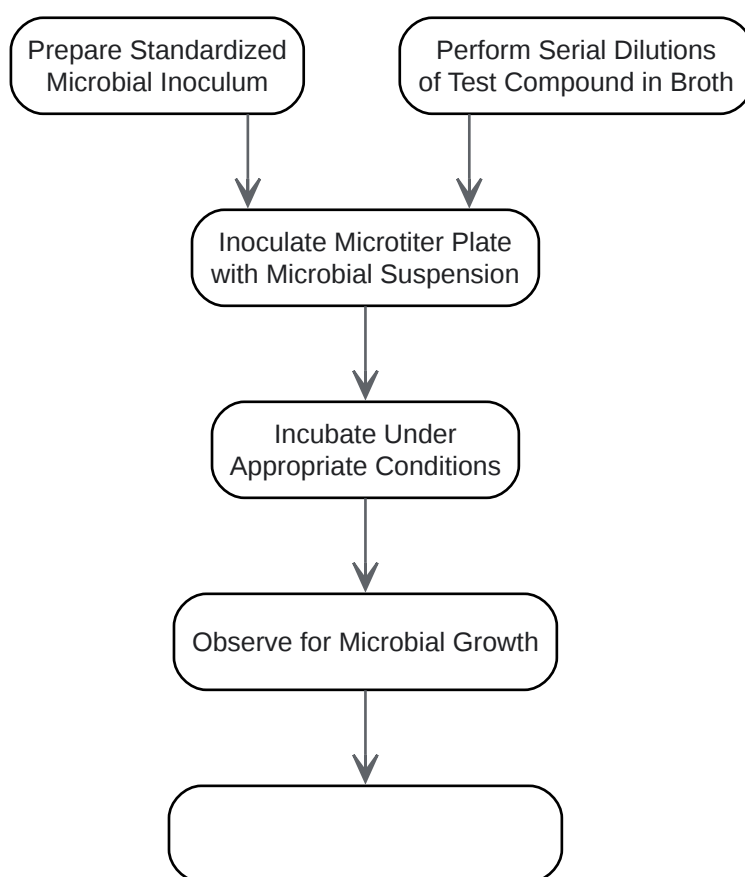 Prepare Standardized
Microbial Inoculum
Perform Serial Dilutions
of Test Compound in Broth
Inoculate Microtiter Plate
with Microbial Suspension
Incubate Under
Appropriate Conditions
Observe for Microbial Growth